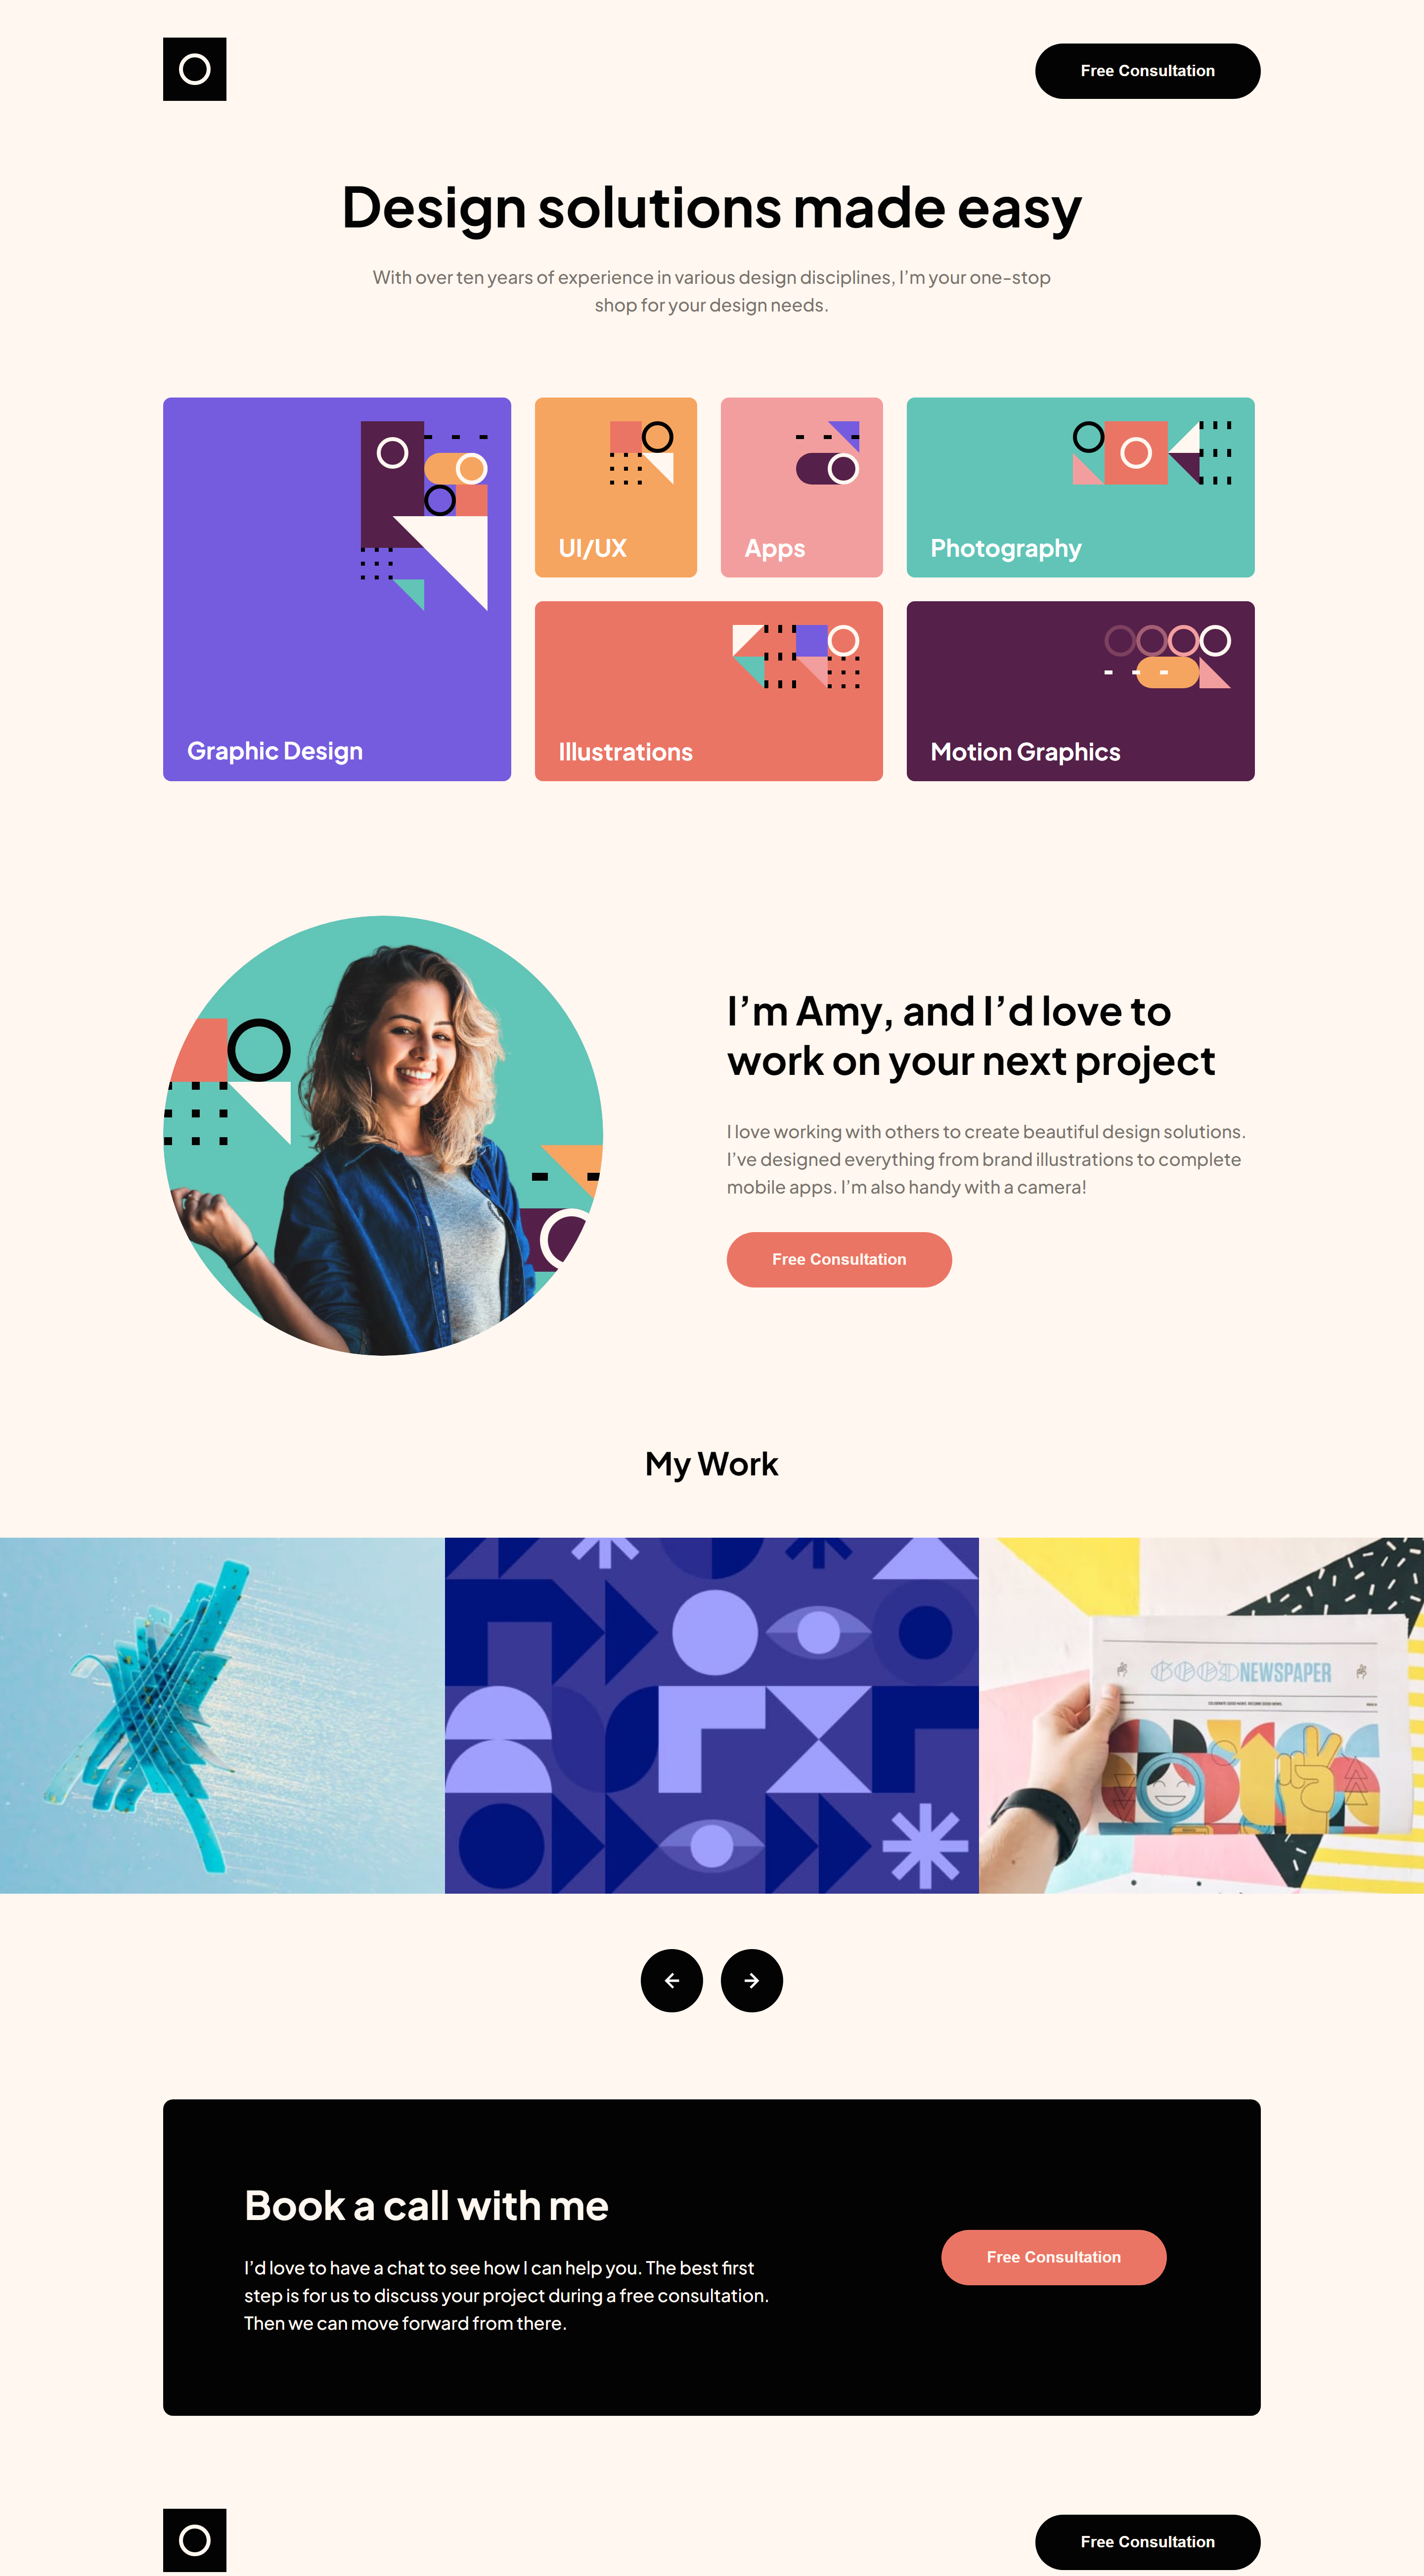 Free Consultation
Design solutions made easy
With over ten years of experience in various design disciplines, I’m your one-stop
shop for your design needs.
UI/UX
Apps
Photography
Graphic Design
Illustrations
Motion Graphics
I’m Amy, and I’d love to
work on your next project
I love working with others to create beautiful design solutions.
I’ve designed everything from brand illustrations to complete
mobile apps. I’m also handy with a camera!
Free Consultation
My Work
GOOD NEWSPAPER
Book a call with me
I’d love to have a chat to see how I can help you. The best first
step is for us to discuss your project during a free consultation.
Then we can move forward from there.
Free Consultation
Free Consultation